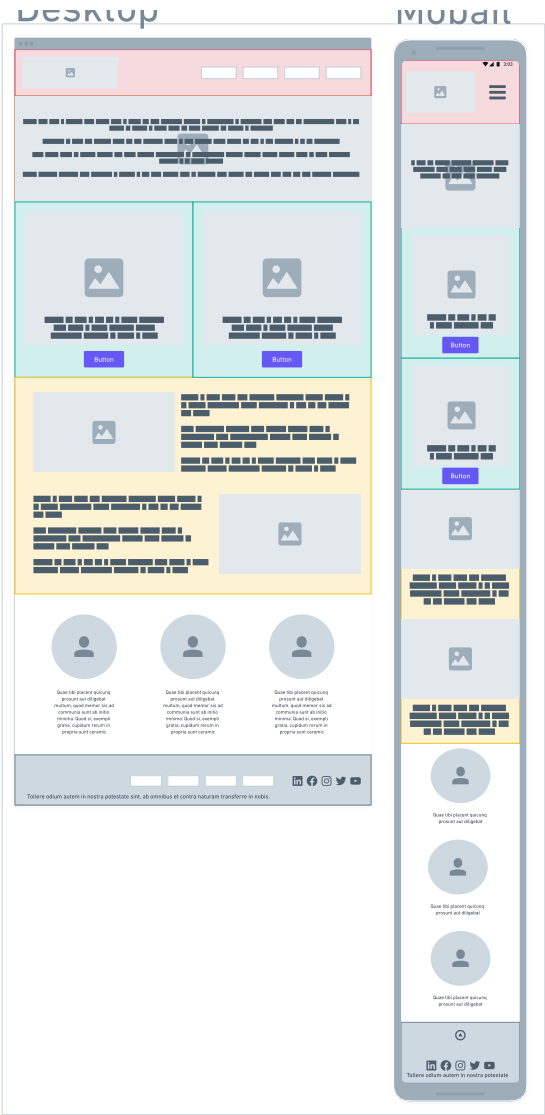 Desktop
Mobalt
3:03
Button
Button
Quae tibi placent quicunq
prosunt aut diligebat
multum, quod memor sis ad
communia sunt ab initio
minima. Quod si, exempli
gratia, cupidum rerum in
propria sunt ceramic
Quae tibi placent quicunq
prosunt aut diligebat
multum, quod memor sis ad
communia sunt ab initio
minima. Quod si, exempli
gratia, cupidum rerum in
propria sunt ceramic
Quae tibi placent quicunq
prosunt aut diligebat
multum, quod memor sis ad
communia sunt ab initio
minima. Quod si, exempli
gratia, cupidum rerum in
propria sunt ceramic
Tollere odium autem in nostra potestate sint, ab omnibus et contra naturam transferre in nobis.
Button
Button
Quae tibi placent quicunq
prosunt aut diligebat
Quae tibi placent quicunq
prosunt aut diligebat
Quae tibi placent quicunq
prosunt aut diligebat
Tollere odium autem in nostra potestate